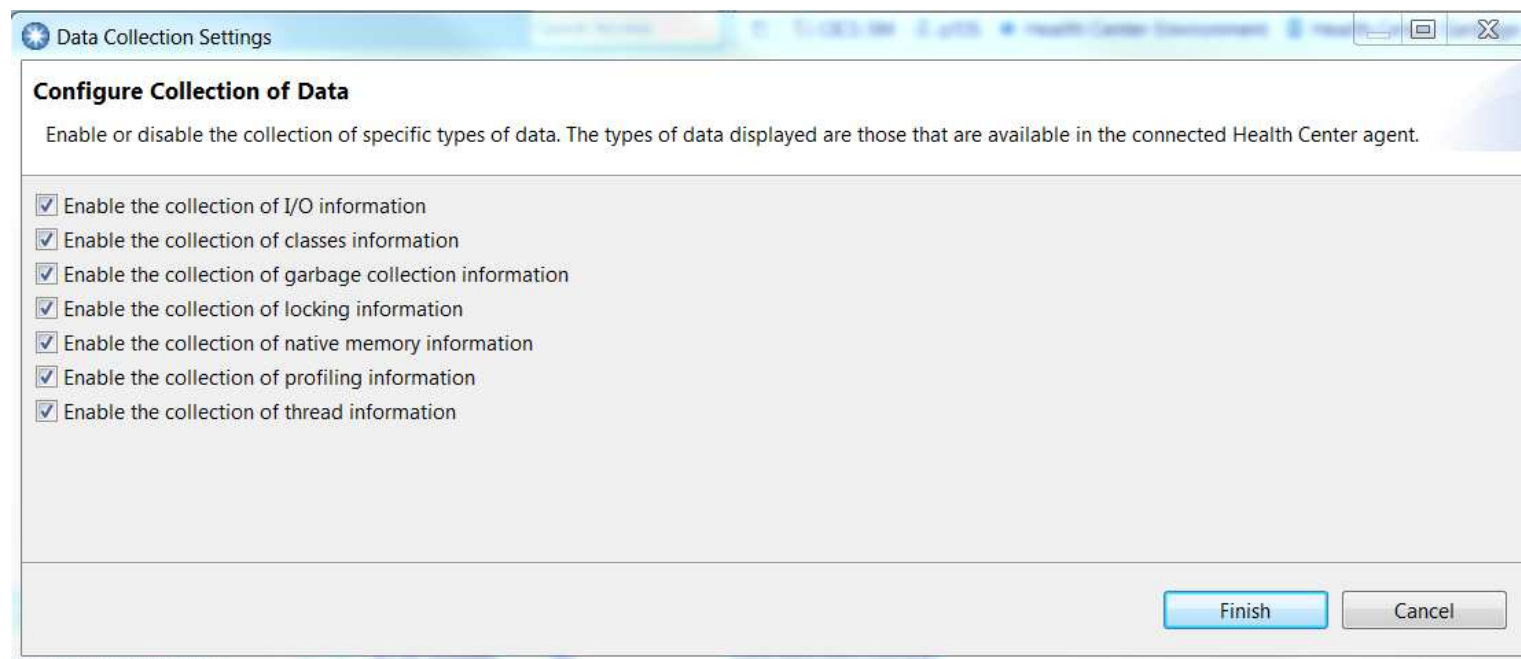 Data Collection Settings
Configure Collection of Data
Enable or disable the collection of specific types of data. The types of data displayed are those that are available in the connected Health Center agent.
Enable the collection of I/O information
Enable the collection of classes information
Enable the collection of garbage collection information
Enable the collection of locking information
Enable the collection of native memory information
Enable the collection of profiling information
Enable the collection of thread information
Finish
Cancel